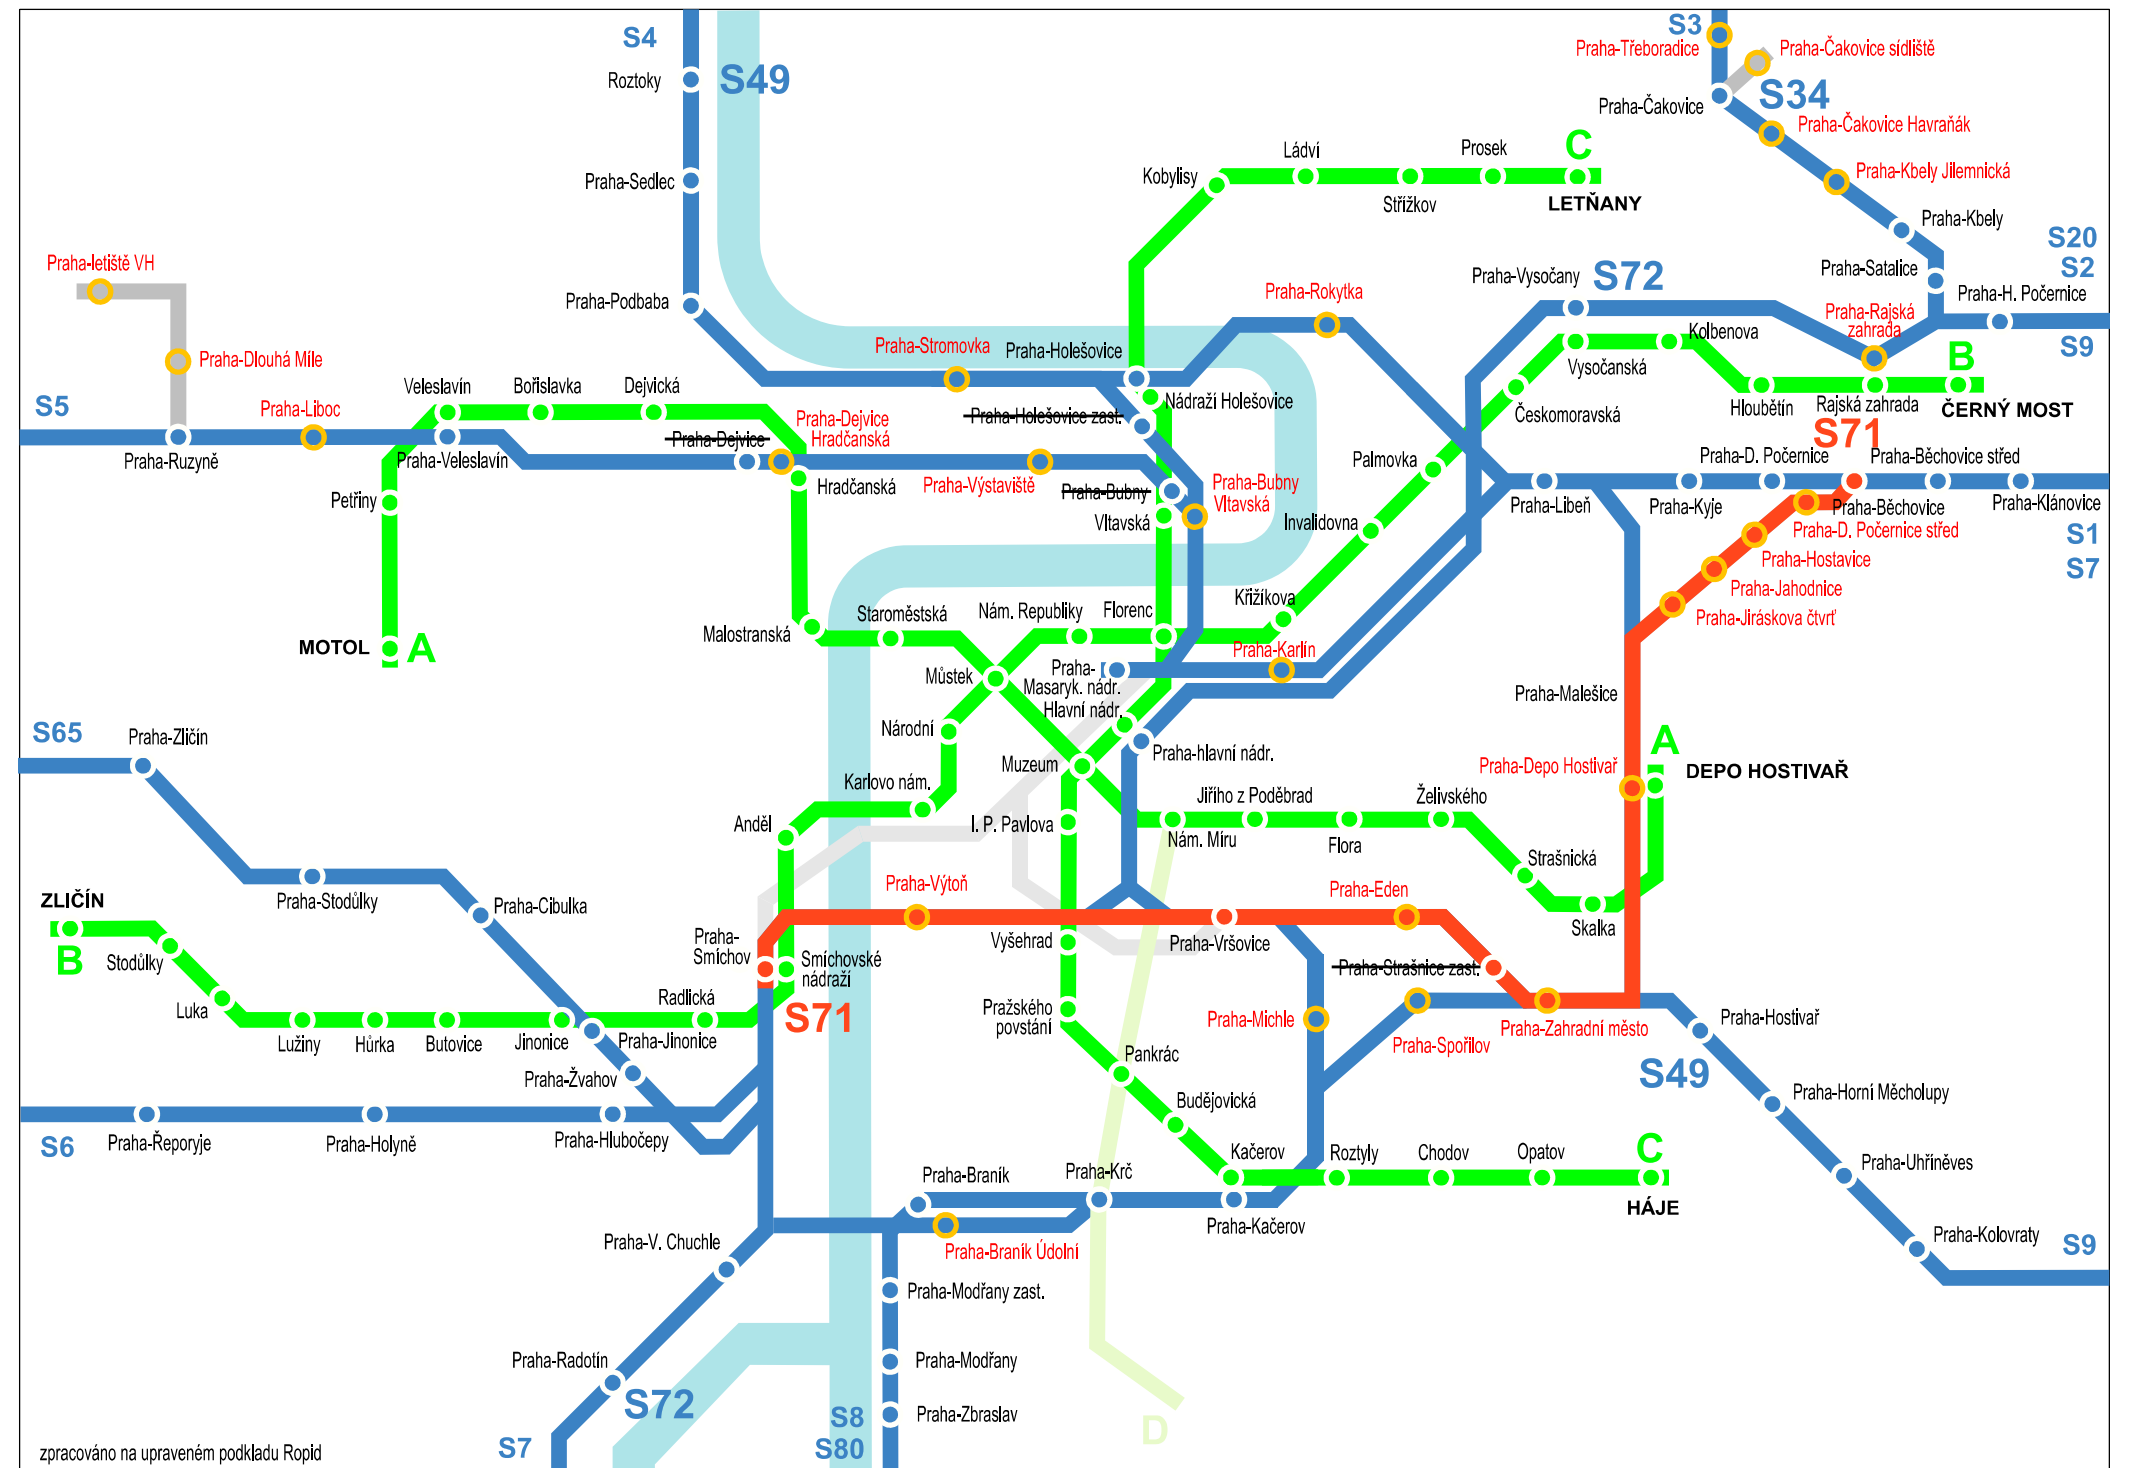 S4
S49
Roztoky
S3
Praha-Třeboradice
Praha-Čakovice sídliště
S34
Praha-Čakovice
Praha-Čakovice Havraňák
Praha-Kbely Jilemnická
Praha-Kbely
S20
S2
Praha-Satalice
Praha-H. Počernice
S9
Praha-Sedlec
Kobylisy
Ládví
Střížkov
Prosek
C
LETŇANY
Praha-letiště VH
Praha-Dlouhá Míle
Praha-Podbaba
Praha-Stromovka
Praha-Holešovice
Praha-Rokytka
Praha-Vysočany
S72
Praha-Rajská
zahrada
Kolbenova
Vysočanská
B
Hloubětín
Rajská zahrada
ČERNÝ MOST
S5
Praha-Liboc
Veleslavín
Bořislavka
Dejvická
Praha-Dejvice
Hradčanská
Praha-Dejvice
Praha-Holešovice zast.
Nádraží Holešovice
Českomoravská
S71
Praha-Ruzyně
Praha-Veleslavín
Petřiny
Hradčanská
Praha-Výstaviště
Praha-Bubny
Praha-Bubny
Vltavská
Vltavská
Palmovka
Invalidovna
Praha-Libeň
Praha-D. Počernice
Praha-Kyje
Praha-Běchovice střed
Praha-Běchovice
Praha-Klánovice
S1
S7
Praha-D. Počernice střed
Praha-Hostavice
Praha-Jahodnice
Praha-Jiráskova čtvrť
MOTOL
A
Malostranská
Staroměstská
Nám. Republiky
Florenc
Křižíkova
Praha-Karlín
Můstek
Praha-
Masaryk. nádr.
Hlavní nádr.
Praha-hlavní nádr.
Praha-Malešice
Národní
Muzeum
Karlovo nám.
Anděl
I. P. Pavlova
Nám. Míru
Jiřího z Poděbrad
Flora
Želivského
Strašnická
Skalka
Praha-Depo Hostivař
A
DEPO HOSTIVAŘ
S65
Praha-Zličín
Praha-Stodůlky
Praha-Cibulka
ZLIČÍN
B
Stodůlky
Luka
Lužiny
Hůrka
Butovice
Jinonice
Praha-Jinonice
Radlická
Praha-Žvahov
Praha-
Smíchov
Smíchovské
nádraží
S71
Praha-Výtoň
Vyšehrad
Praha-Vršovice
Praha-Eden
Praha-Strašnice zast.
Pražského
povstání
Praha-Michle
Praha-Spořilov
Praha-Zahradní město
Praha-Hostivař
S49
Praha-Horní Měcholupy
Praha-Uhříněves
Praha-Kolovraty
S9
Pankrác
Budějovická
Kačerov
Roztyly
Chodov
Opatov
C
HÁJE
S6
Praha-Řeporyje
Praha-Holyně
Praha-Hlubočepy
Praha-Braník
Praha-Krč
Praha-Kačerov
Praha-Braník Údolní
Praha-V. Chuchle
Praha-Modřany zast.
Praha-Radotín
S72
Praha-Modřany
Praha-Zbraslav
S7
S8
S80
D
zpracováno na upraveném podkladu Ropid